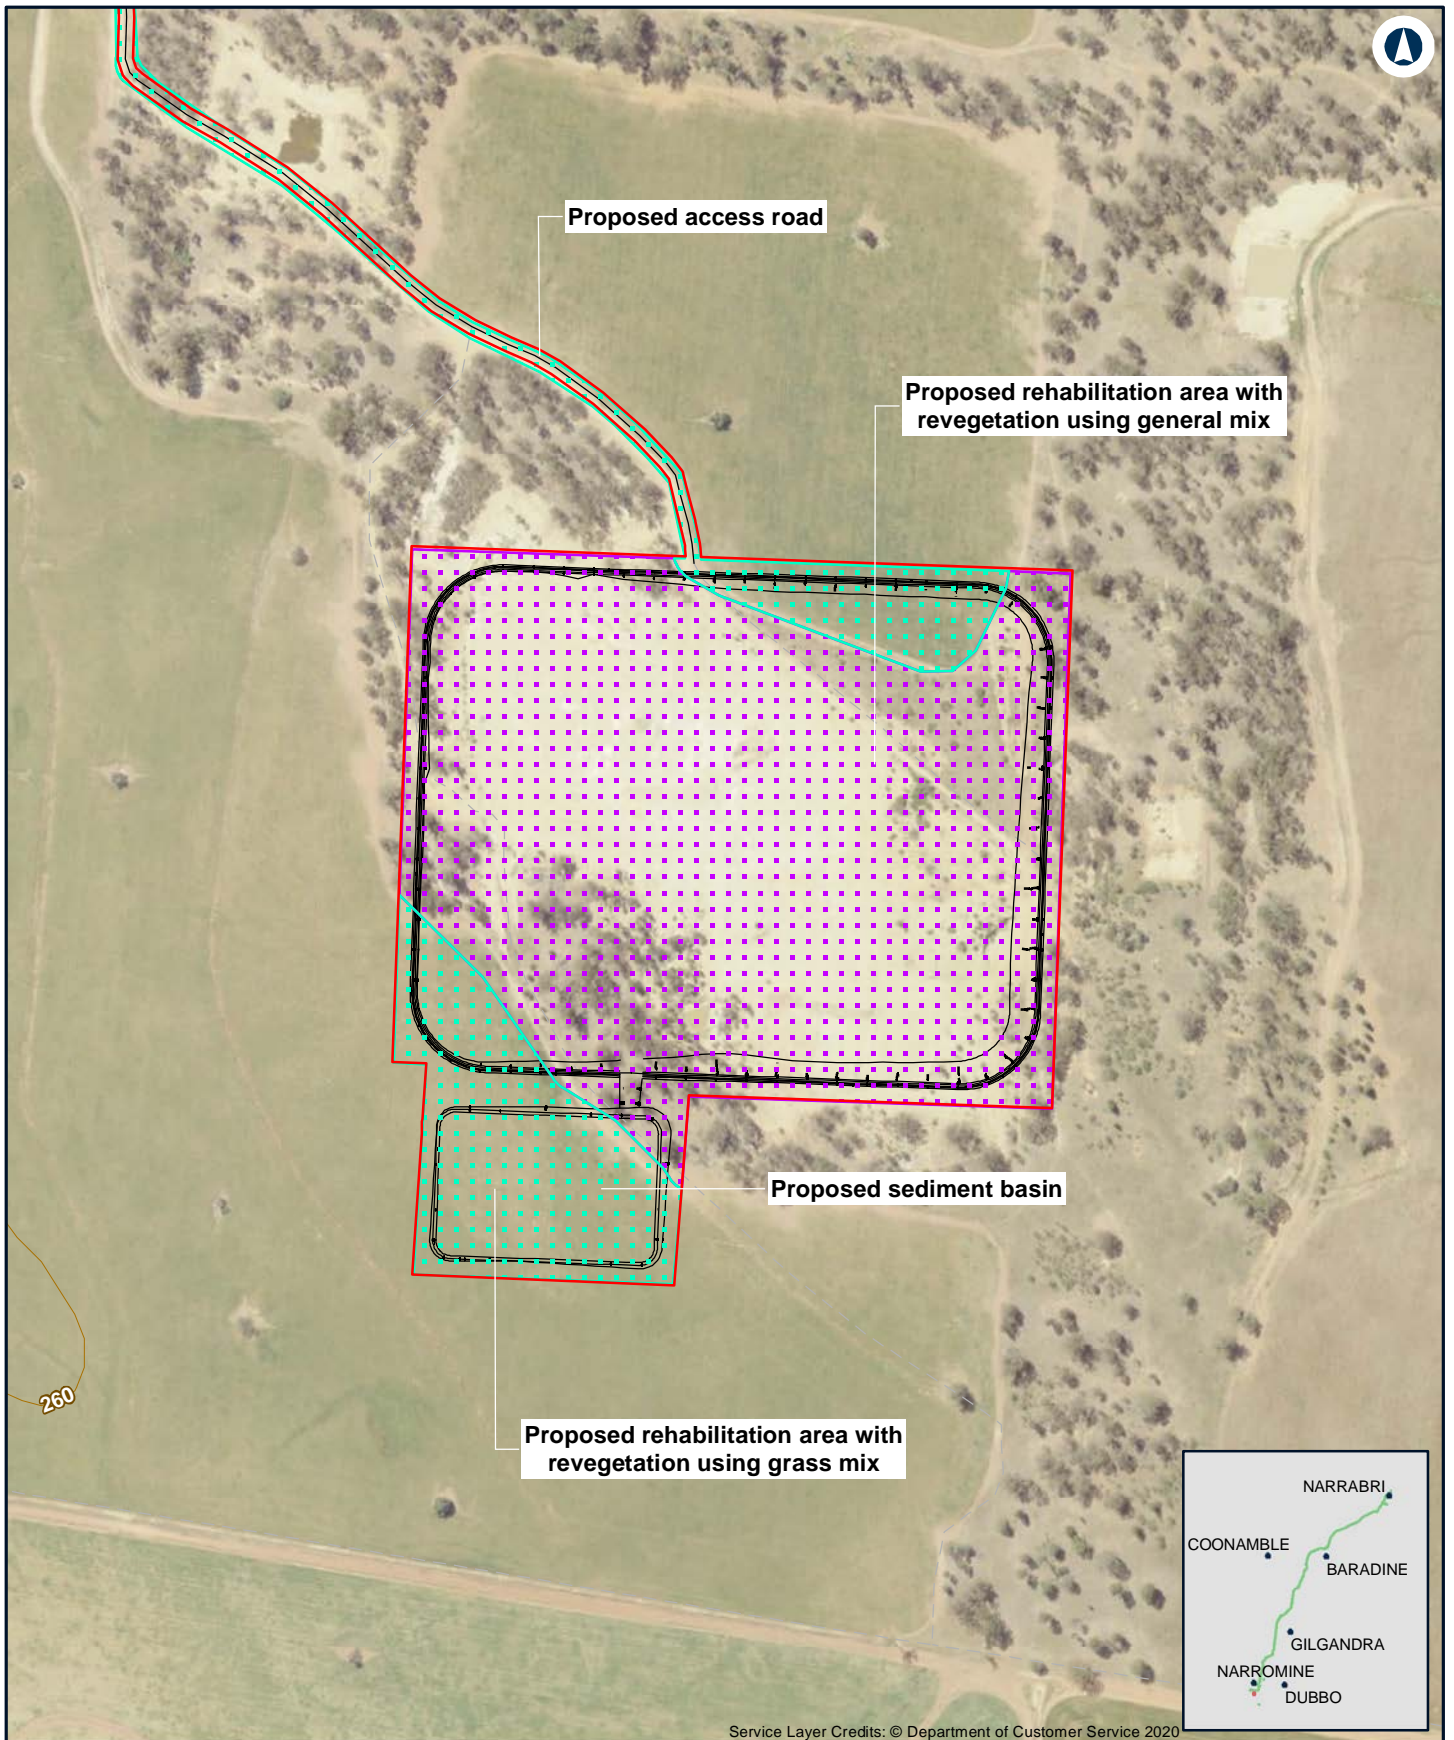 Proposed access road
Proposed rehabilitation area with
revegetation using general mix
Proposed sediment basin
260
Proposed rehabilitation area with
revegetation using grass mix
NARRABRI
COONAMBLE
BARADINE
GILGANDRA
NARROMINE
DUBBO
Service Layer Credits: © Department of Customer Service 2020